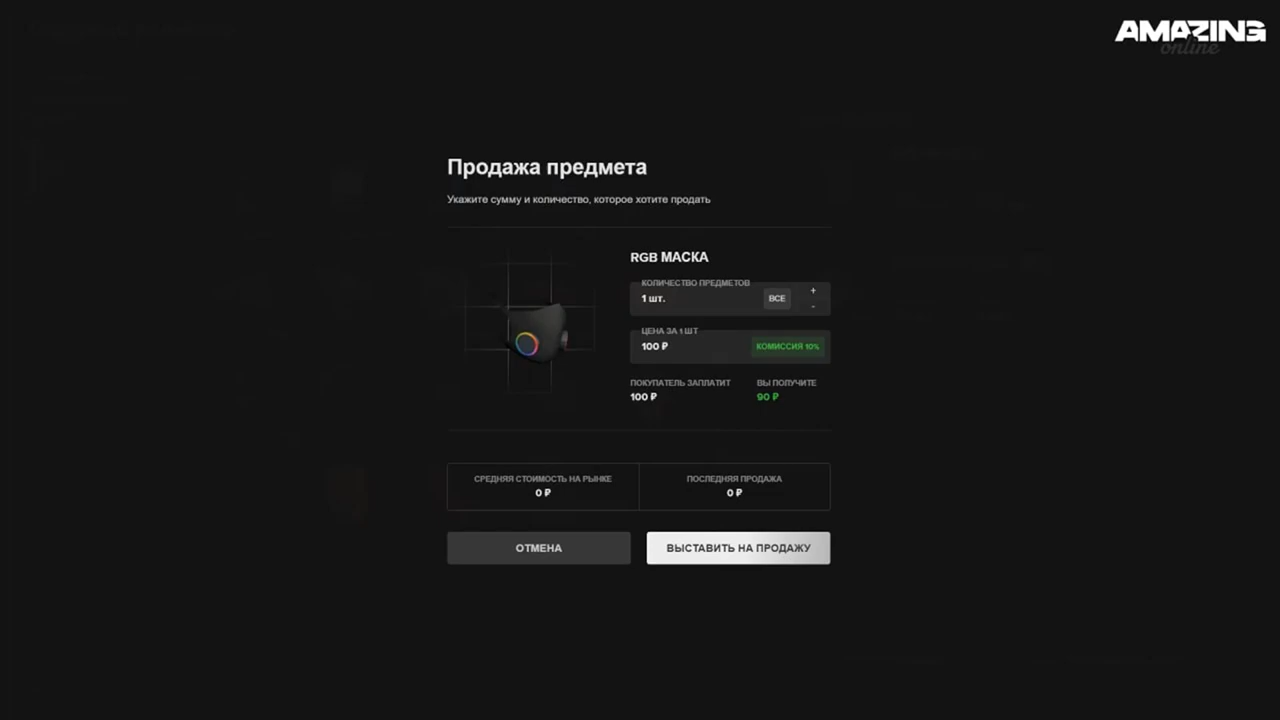 AMAZING
online
Продажа предмета
Укажите сумму и количество, которое хотите продать
RGB МАСКА
КОЛИЧЕСТВО ПРЕДМЕТОВ
1 шт.
ВСЕ
+
-
ЦЕНА ЗА 1 ШТ
100 ₽
КОМИССИЯ 10%
ПОКУПАТЕЛЬ ЗАПЛАТИТ
100 ₽
ВЫ ПОЛУЧИТЕ
90 ₽
СРЕДНЯЯ СТОИМОСТЬ НА РЫНКЕ
0 ₽
ПОСЛЕДНЯЯ ПРОДАЖА
0 ₽
ОТМЕНА
ВЫСТАВИТЬ НА ПРОДАЖУ